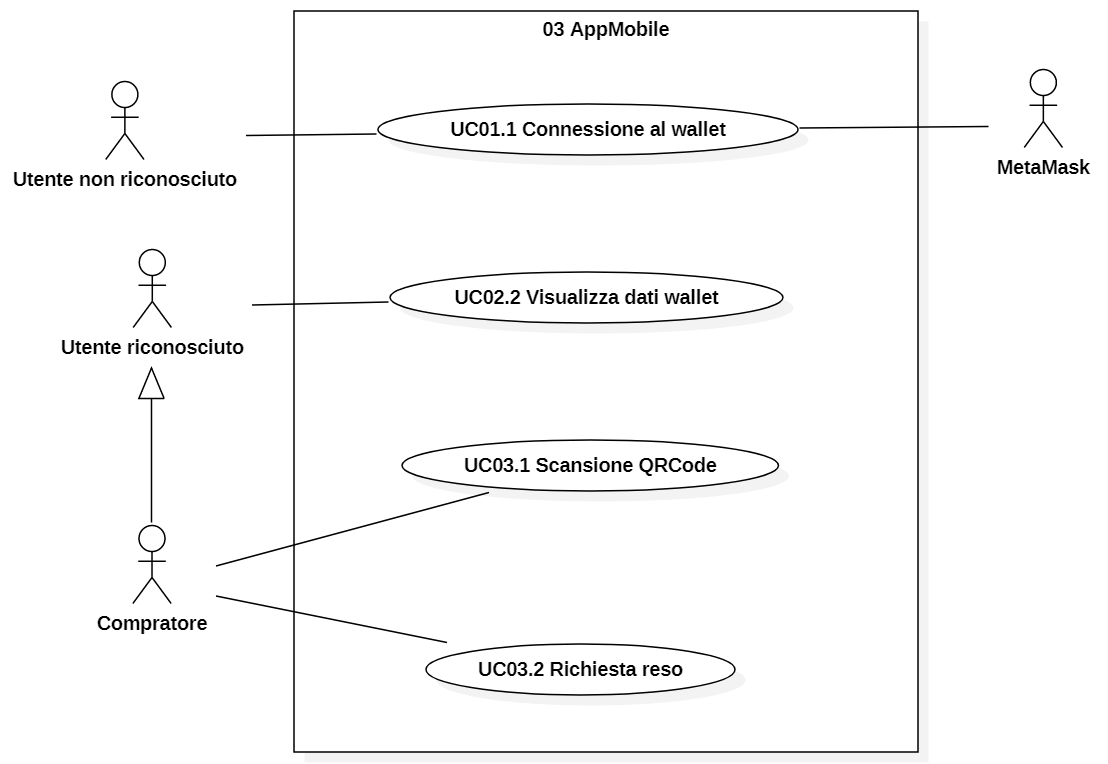 03 AppMobile
UC01.1 Connessione al wallet
MetaMask
Utente non riconosciuto
UC02.2 Visualizza dati wallet
Utente riconosciuto
UC03.1 Scansione QRCode
Compratore
UC03.2 Richiesta reso